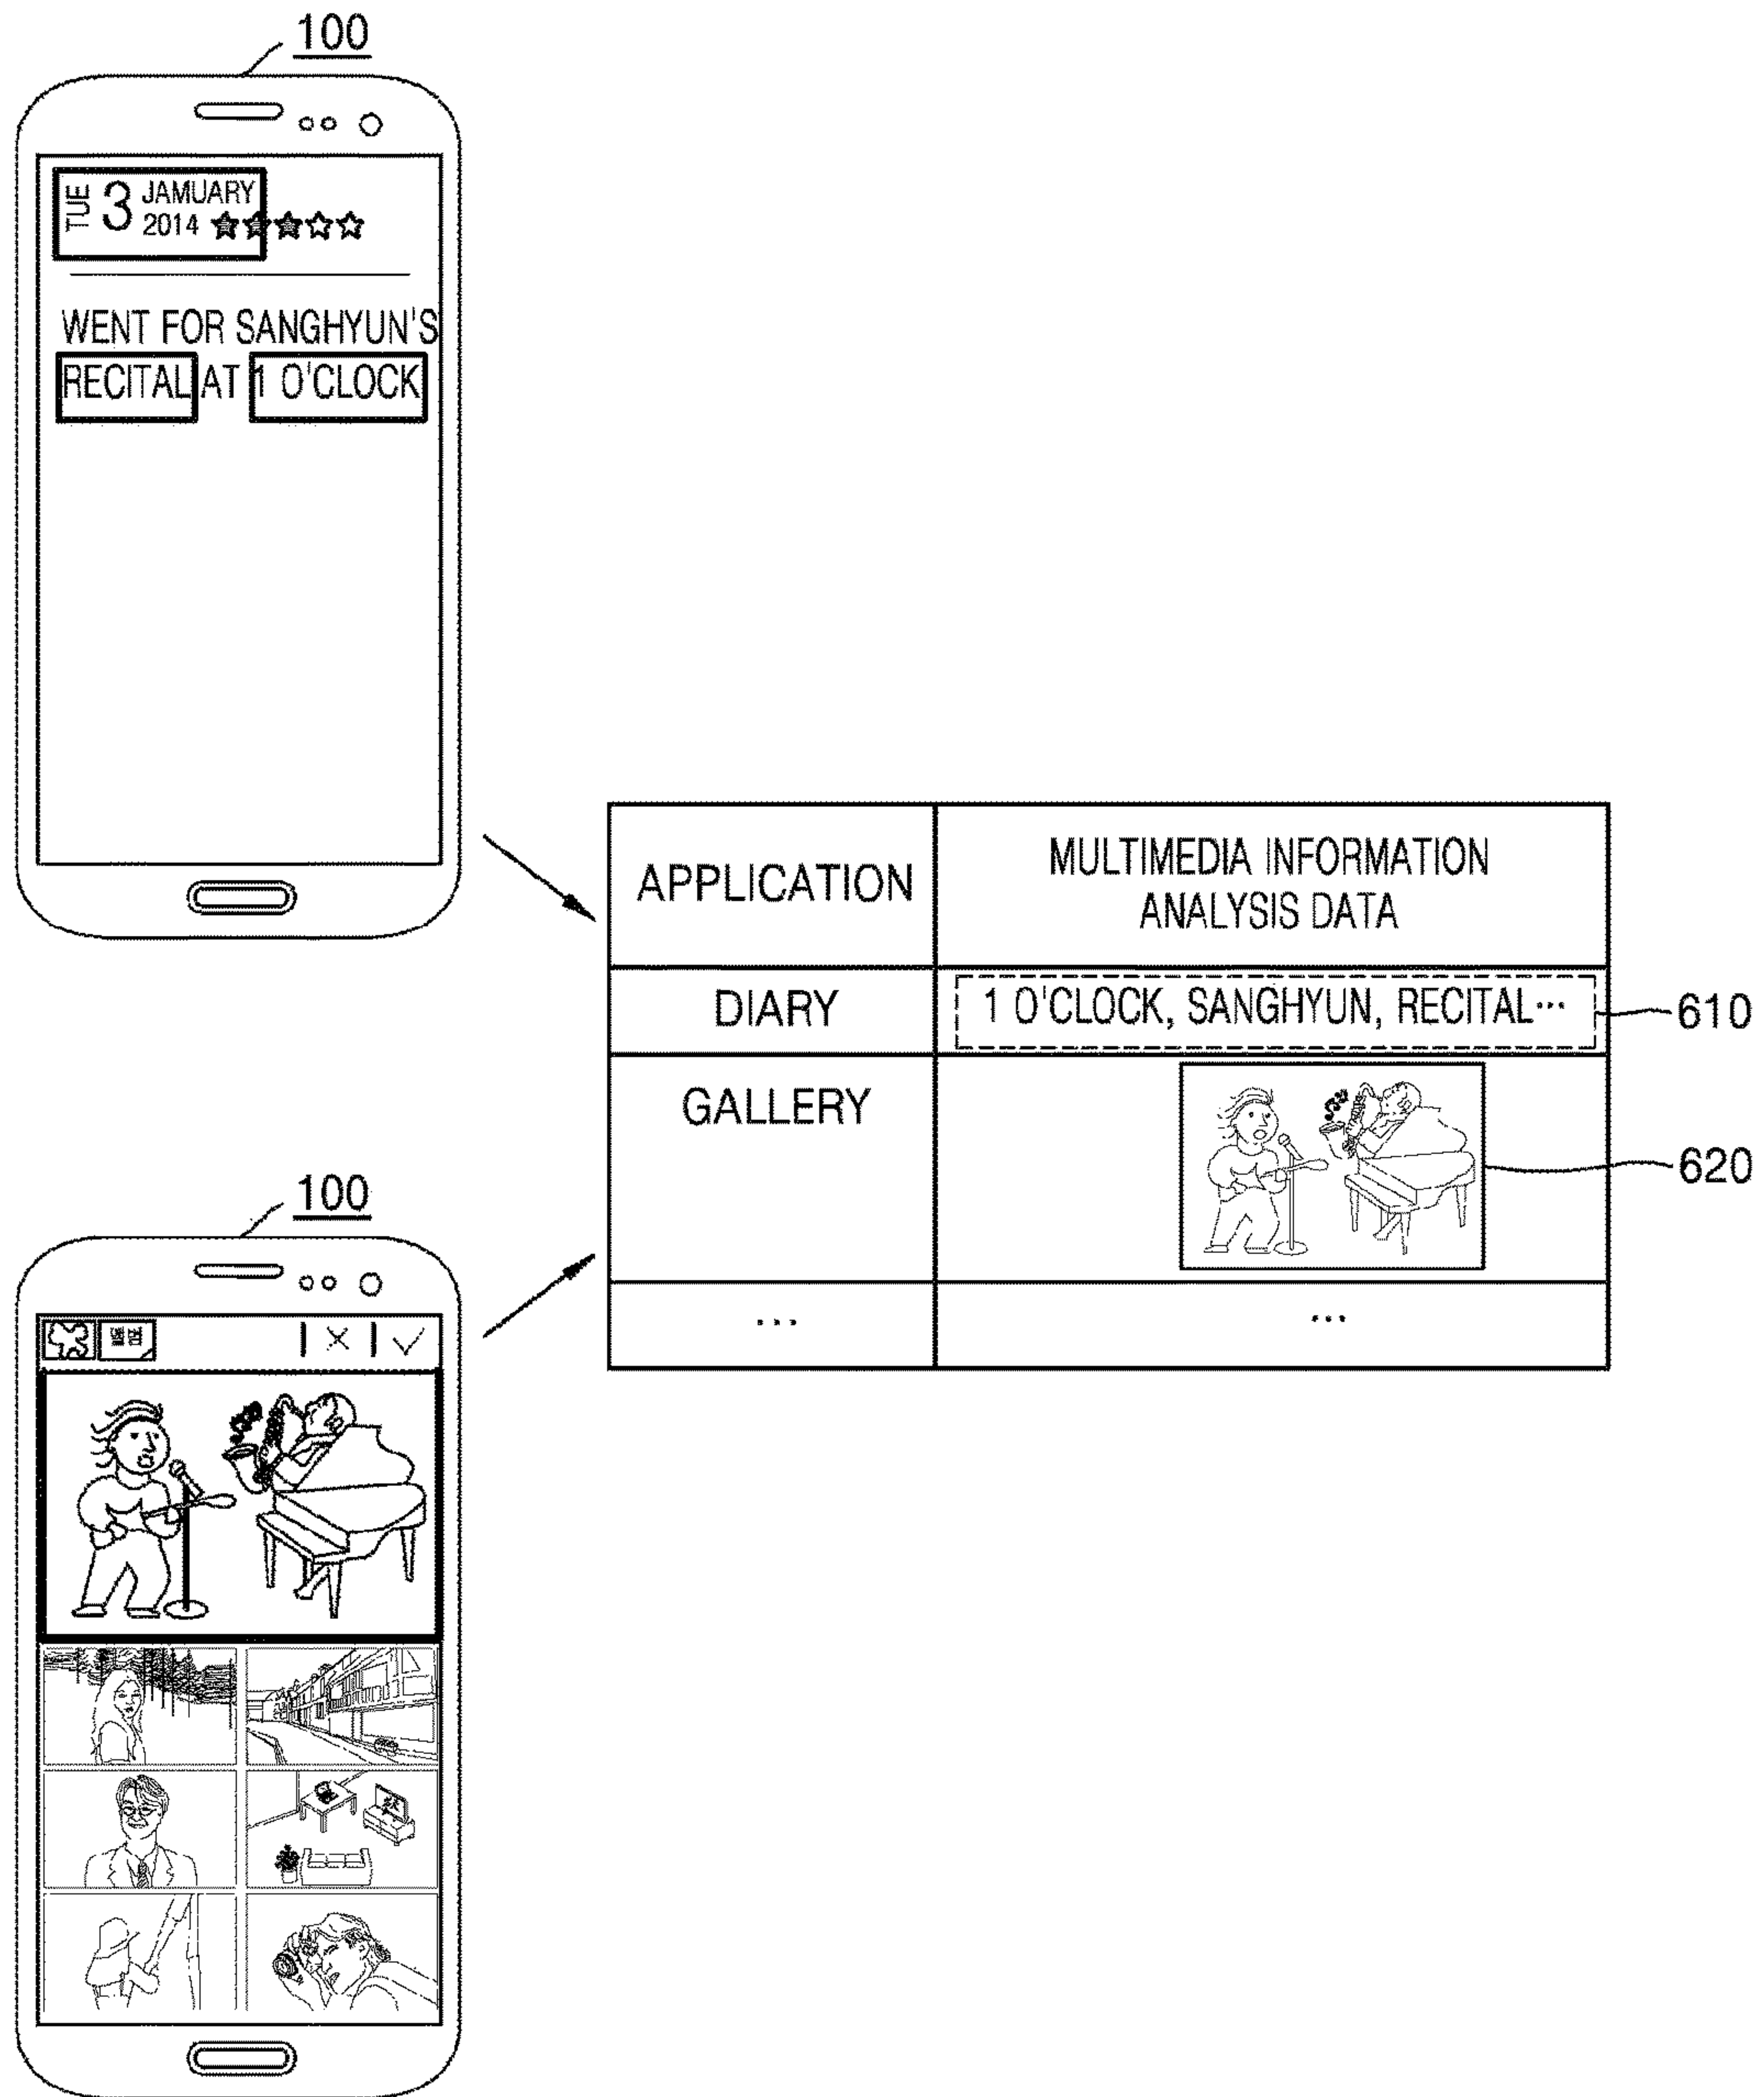 100
TUE 3 JAMUARY
2014
WENT FOR SANGHYUN'S
RECITAL AT 1 O'CLOCK
APPLICATION
MULTIMEDIA INFORMATION
ANALYSIS DATA
DIARY
1 O'CLOCK, SANGHYUN, RECITAL···
610
GALLERY
620
···
···
100
앨범